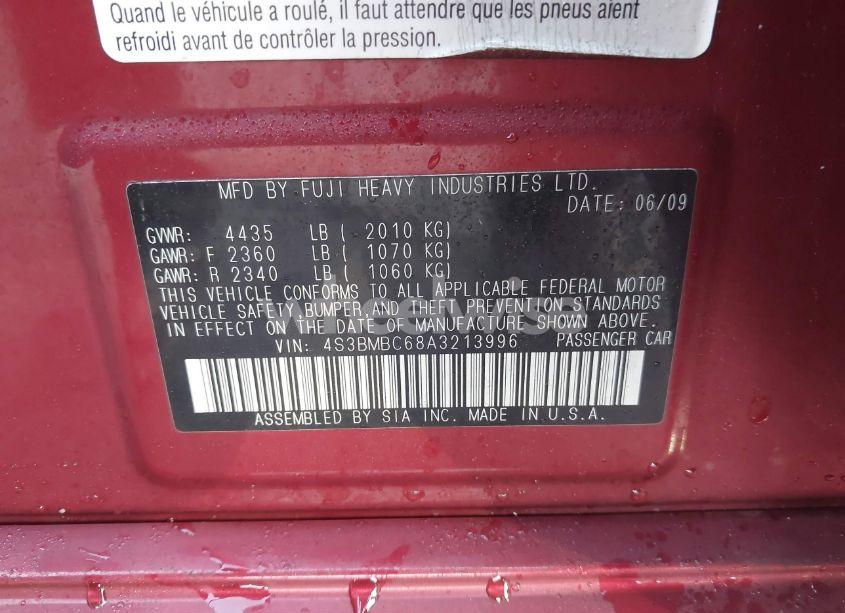 Quand le véhicule a roulé, il faut attendre que les pneus aient
refroidi avant de contrôler la pression.
MFD BY FUJI HEAVY INDUSTRIES LTD.
DATE: 06/09
GVWR: 4435 LB ( 2010 KG)
GAWR: F 2360 LB ( 1070 KG)
GAWR: R 2340 LB ( 1060 KG)
THIS VEHICLE CONFORMS TO ALL APPLICABLE FEDERAL MOTOR
VEHICLE SAFETY,BUMPER,AND THEFT PREVENTION STANDARDS
IN EFFECT ON THE DATE OF MANUFACTURE SHOWN ABOVE.
VIN: 4S3BMBC68A3213996 PASSENGER CAR
ASSEMBLED BY SIA INC. MADE IN U.S.A.